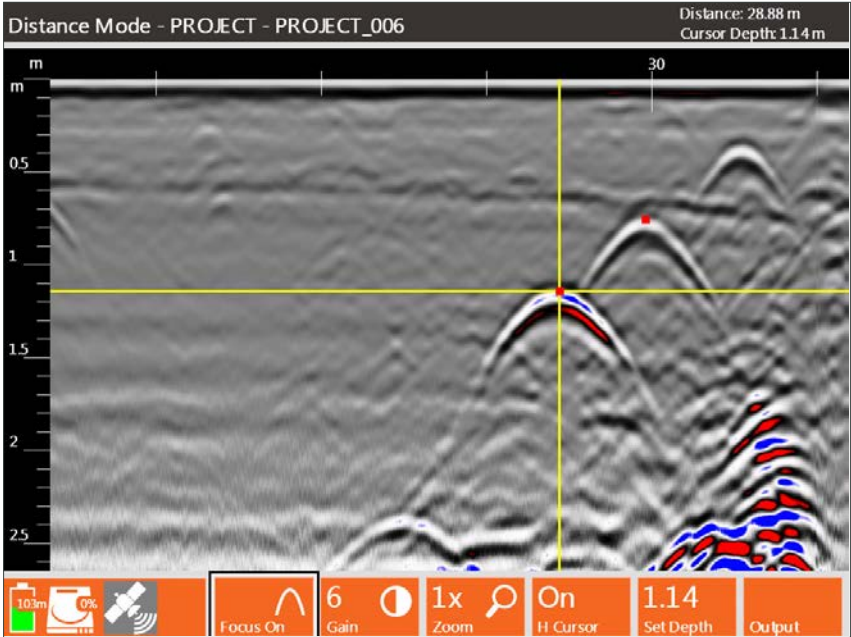 Distance Mode - PROJECT - PROJECT_006
Distance: 28.88 m
Cursor Depth: 1.14 m
m
30
m
0.5
1
1.5
2
2.5
103m
0%
Focus On
6
Gain
1x
Zoom
On
H Cursor
1.14
Set Depth
Output